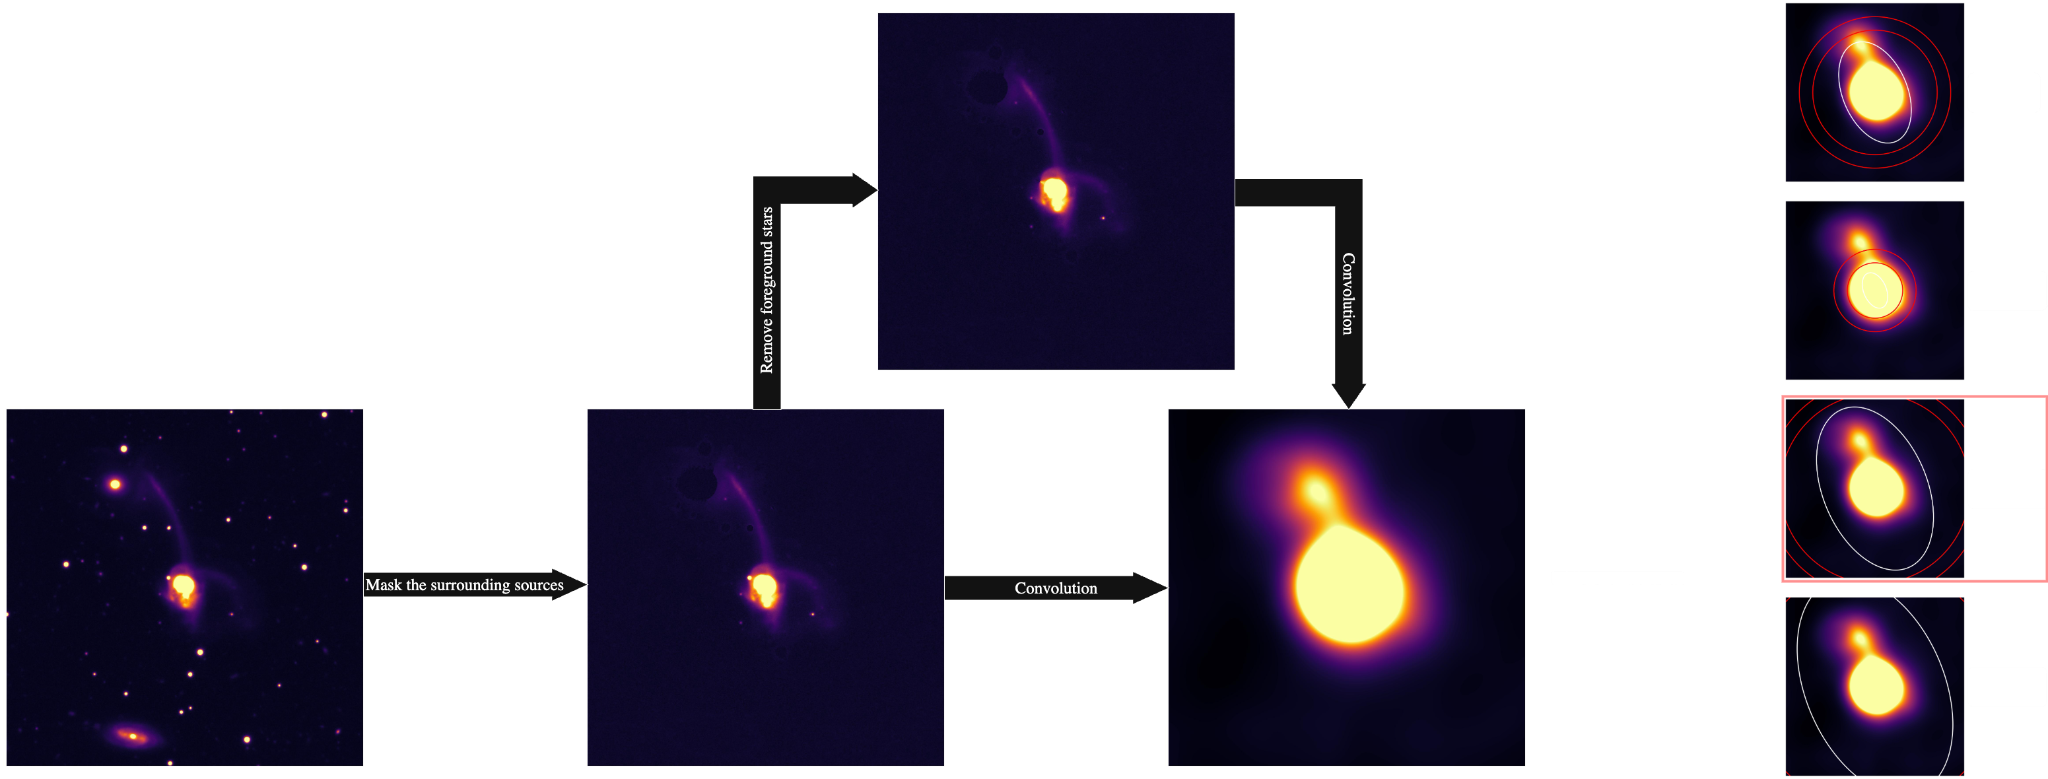 Remove foreground stars
Convolution
Mask the surrounding sources
Convolution